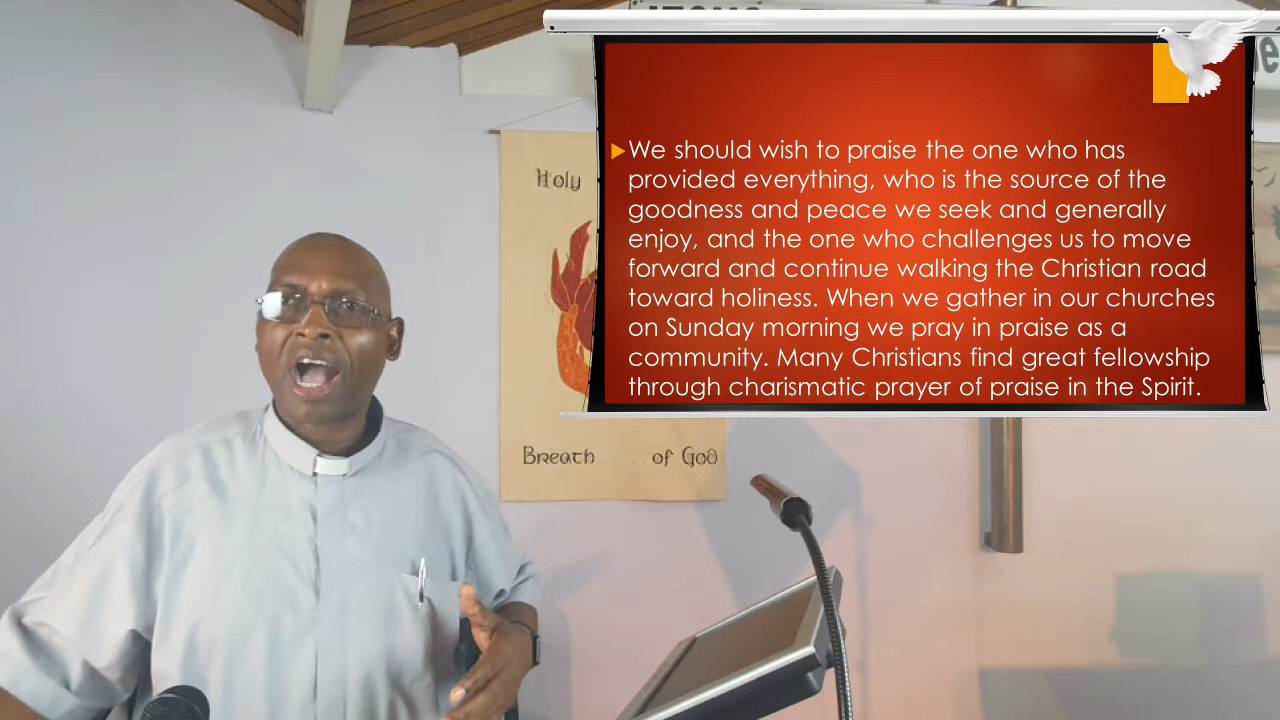 We should wish to praise the one who has
provided everything, who is the source of the
goodness and peace we seek and generally
enjoy, and the one who challenges us to move
forward and continue walking the Christian road
toward holiness. When we gather in our churches
on Sunday morning we pray in praise as a
community. Many Christians find great fellowship
through charismatic prayer of praise in the Spirit.
Holy
Breath of God